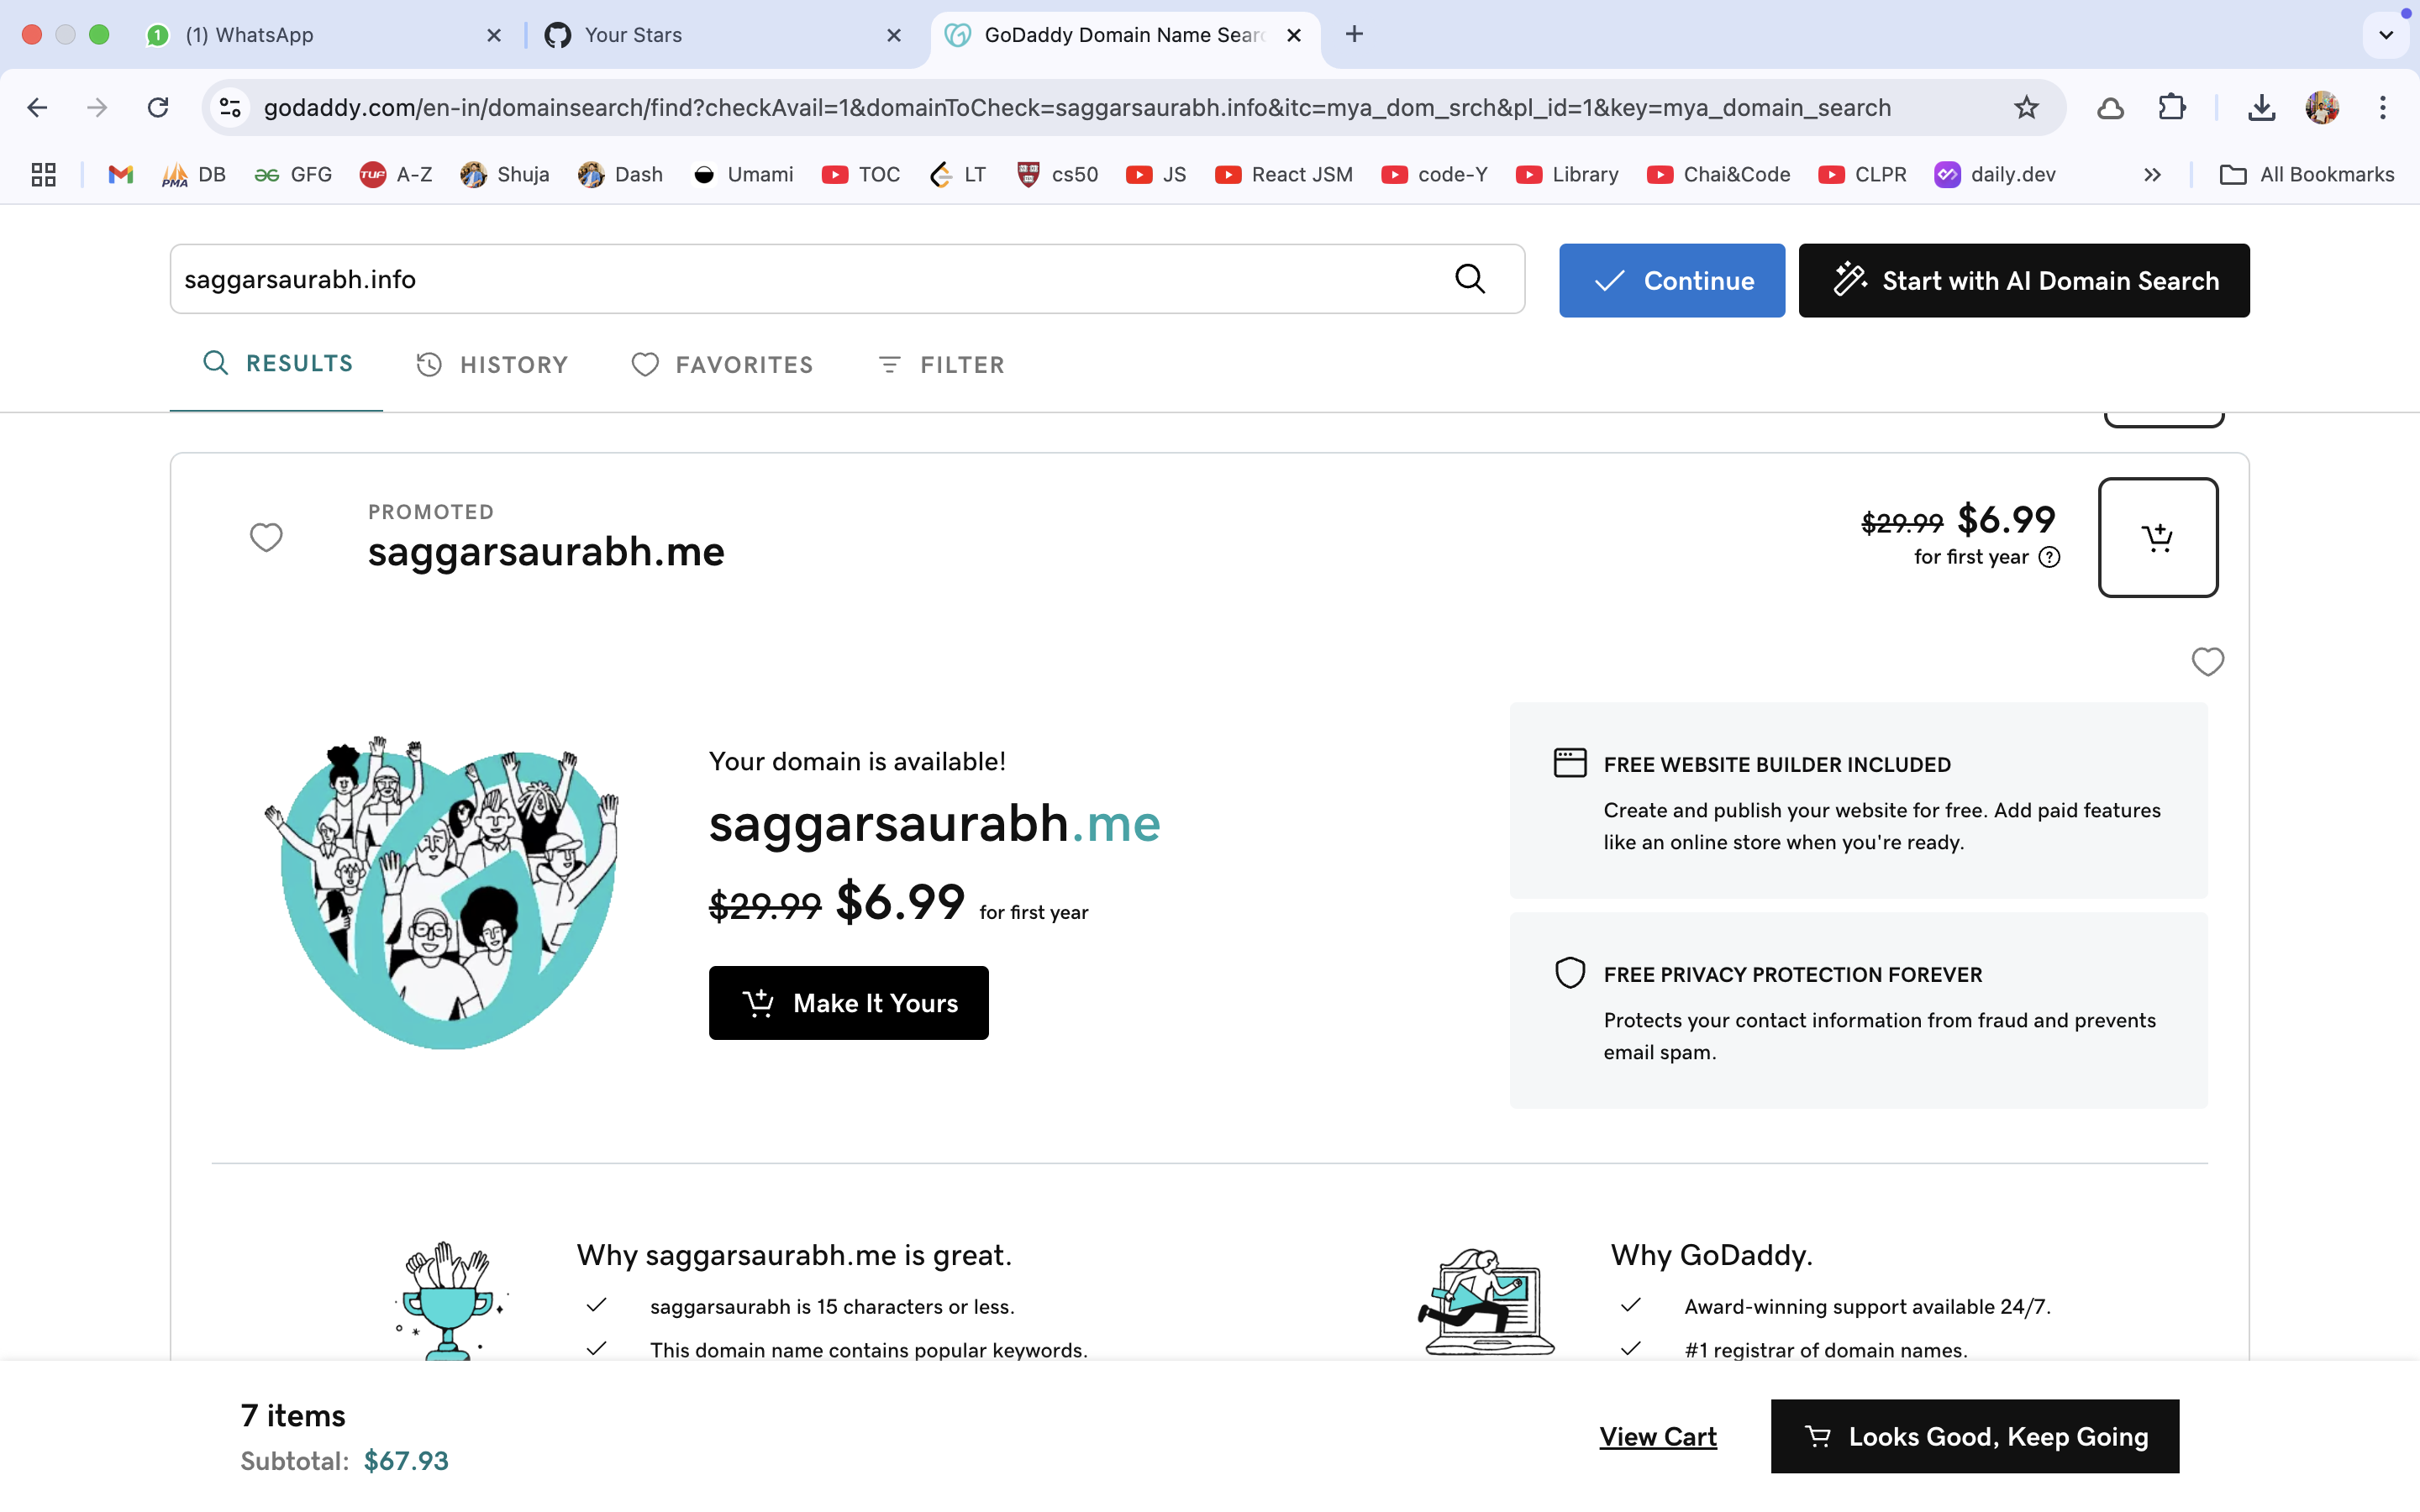 1 (1) WhatsApp
Your Stars
GoDaddy Domain Name Sear
godaddy.com/en-in/domainsearch/find?checkAvail=1&domainToCheck=saggarsaurabh.info&itc=mya_dom_srch&pl_id=1&key=mya_domain_search
PMA DB GFG TUF A-Z Shuja Dash Umami TOC LT cs50 JS React JSM code-Y Library Chai&Code CLPR daily.dev All Bookmarks
saggarsaurabh.info
Continue
Start with AI Domain Search
RESULTS HISTORY FAVORITES FILTER
PROMOTED
saggarsaurabh.me
$29.99 $6.99
for first year
Your domain is available!
saggarsaurabh.me
$29.99 $6.99 for first year
Make It Yours
FREE WEBSITE BUILDER INCLUDED
Create and publish your website for free. Add paid features
like an online store when you're ready.
FREE PRIVACY PROTECTION FOREVER
Protects your contact information from fraud and prevents
email spam.
Why saggarsaurabh.me is great.
saggarsaurabh is 15 characters or less.
This domain name contains popular keywords.
Why GoDaddy.
Award-winning support available 24/7.
#1 registrar of domain names.
7 items
Subtotal: $67.93
View Cart
Looks Good, Keep Going